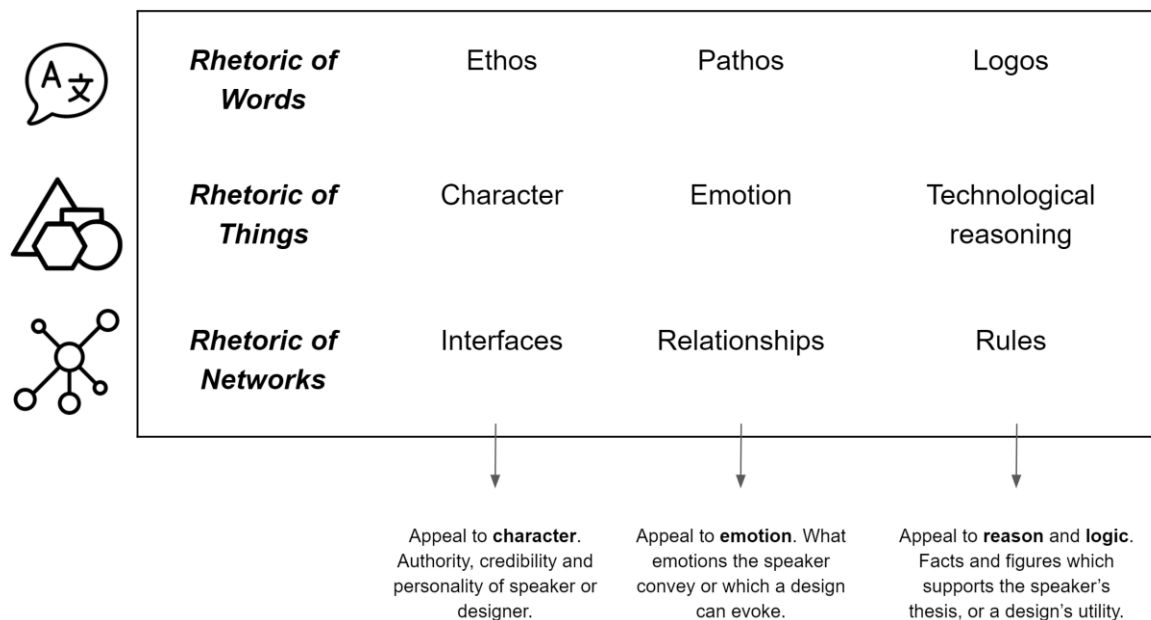 A文
Rhetoric of Words Ethos Pathos Logos
Rhetoric of Things Character Emotion Technological reasoning
Rhetoric of Networks Interfaces Relationships Rules
Appeal to character.
Authority, credibility and
personality of speaker or
designer.
Appeal to emotion. What
emotions the speaker
convey or which a design
can evoke.
Appeal to reason and logic.
Facts and figures which
supports the speaker's
thesis, or a design's utility.